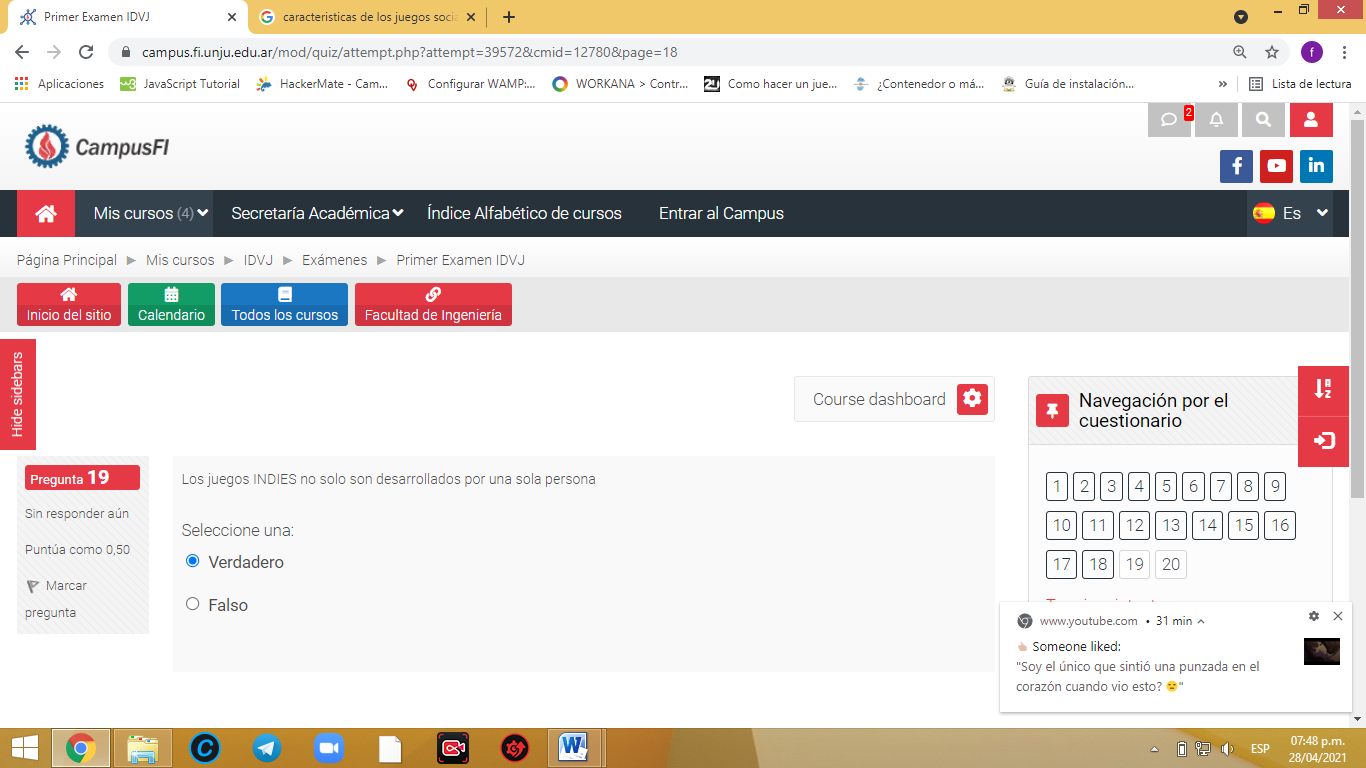 Primer Examen IDVJ
caracteristicas de los juegos socia
campus.fi.unju.edu.ar/mod/quiz/attempt.php?attempt=39572&cmid=12780&page=18
f
Aplicaciones
JavaScript Tutorial
HackerMate - Cam...
Configurar WAMP:...
WORKANA > Contr...
Como hacer un jue...
¿Contenedor o má...
Guía de instalación...
»
Lista de lectura
CampusFI
2
Mis cursos (4)
Secretaría Académica
Índice Alfabético de cursos
Entrar al Campus
Es
Página Principal ► Mis cursos ► IDVJ ► Exámenes ► Primer Examen IDVJ
Inicio del sitio
Calendario
Todos los cursos
Facultad de Ingeniería
Hide sidebars
Course dashboard
Pregunta 19
Sin responder aún
Puntúa como 0,50
Marcar
pregunta
Los juegos INDIES no solo son desarrollados por una sola persona
Seleccione una:
Verdadero
Falso
Navegación por el
cuestionario
1 2 3 4 5 6 7 8 9
10 11 12 13 14 15 16
17 18 19 20
www.youtube.com • 31 min
Someone liked:
"Soy el único que sintió una punzada en el
corazón cuando vio esto? 😔"
ESP
07:48 p.m.
28/04/2021